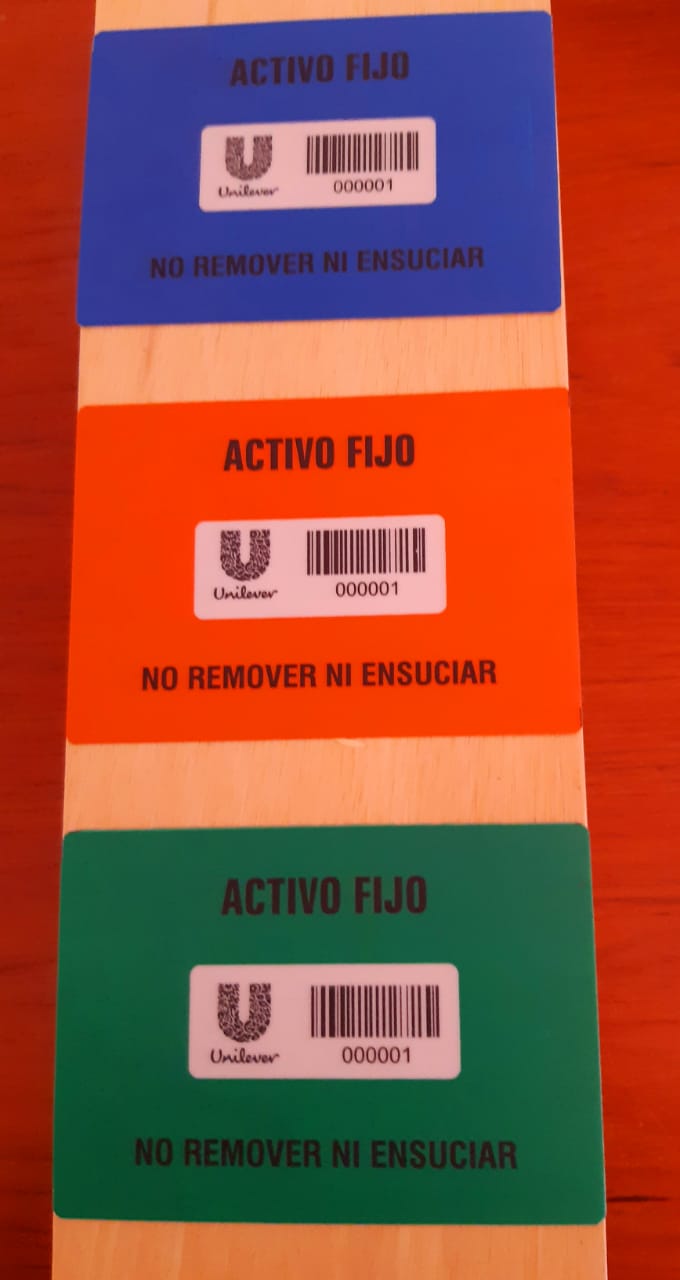 ACTIVO FIJO
Unilever
000001
NO REMOVER NI ENSUCIAR
ACTIVO FIJO
Unilever
000001
NO REMOVER NI ENSUCIAR
ACTIVO FIJO
Unilever
000001
NO REMOVER NI ENSUCIAR